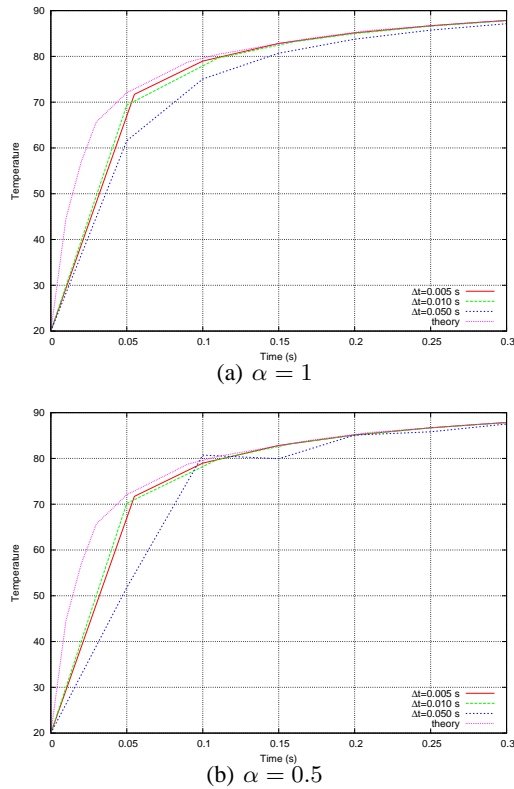 90
80
70
60
50
40
30
20
Temperature
0
0.05
0.1
0.15
0.2
0.25
0.3
Time (s)
Δt=0.005 s
Δt=0.010 s
Δt=0.050 s
theory
(a) α = 1
90
80
70
60
50
40
30
20
Temperature
0
0.05
0.1
0.15
0.2
0.25
0.3
Time (s)
Δt=0.005 s
Δt=0.010 s
Δt=0.050 s
theory
(b) α = 0.5